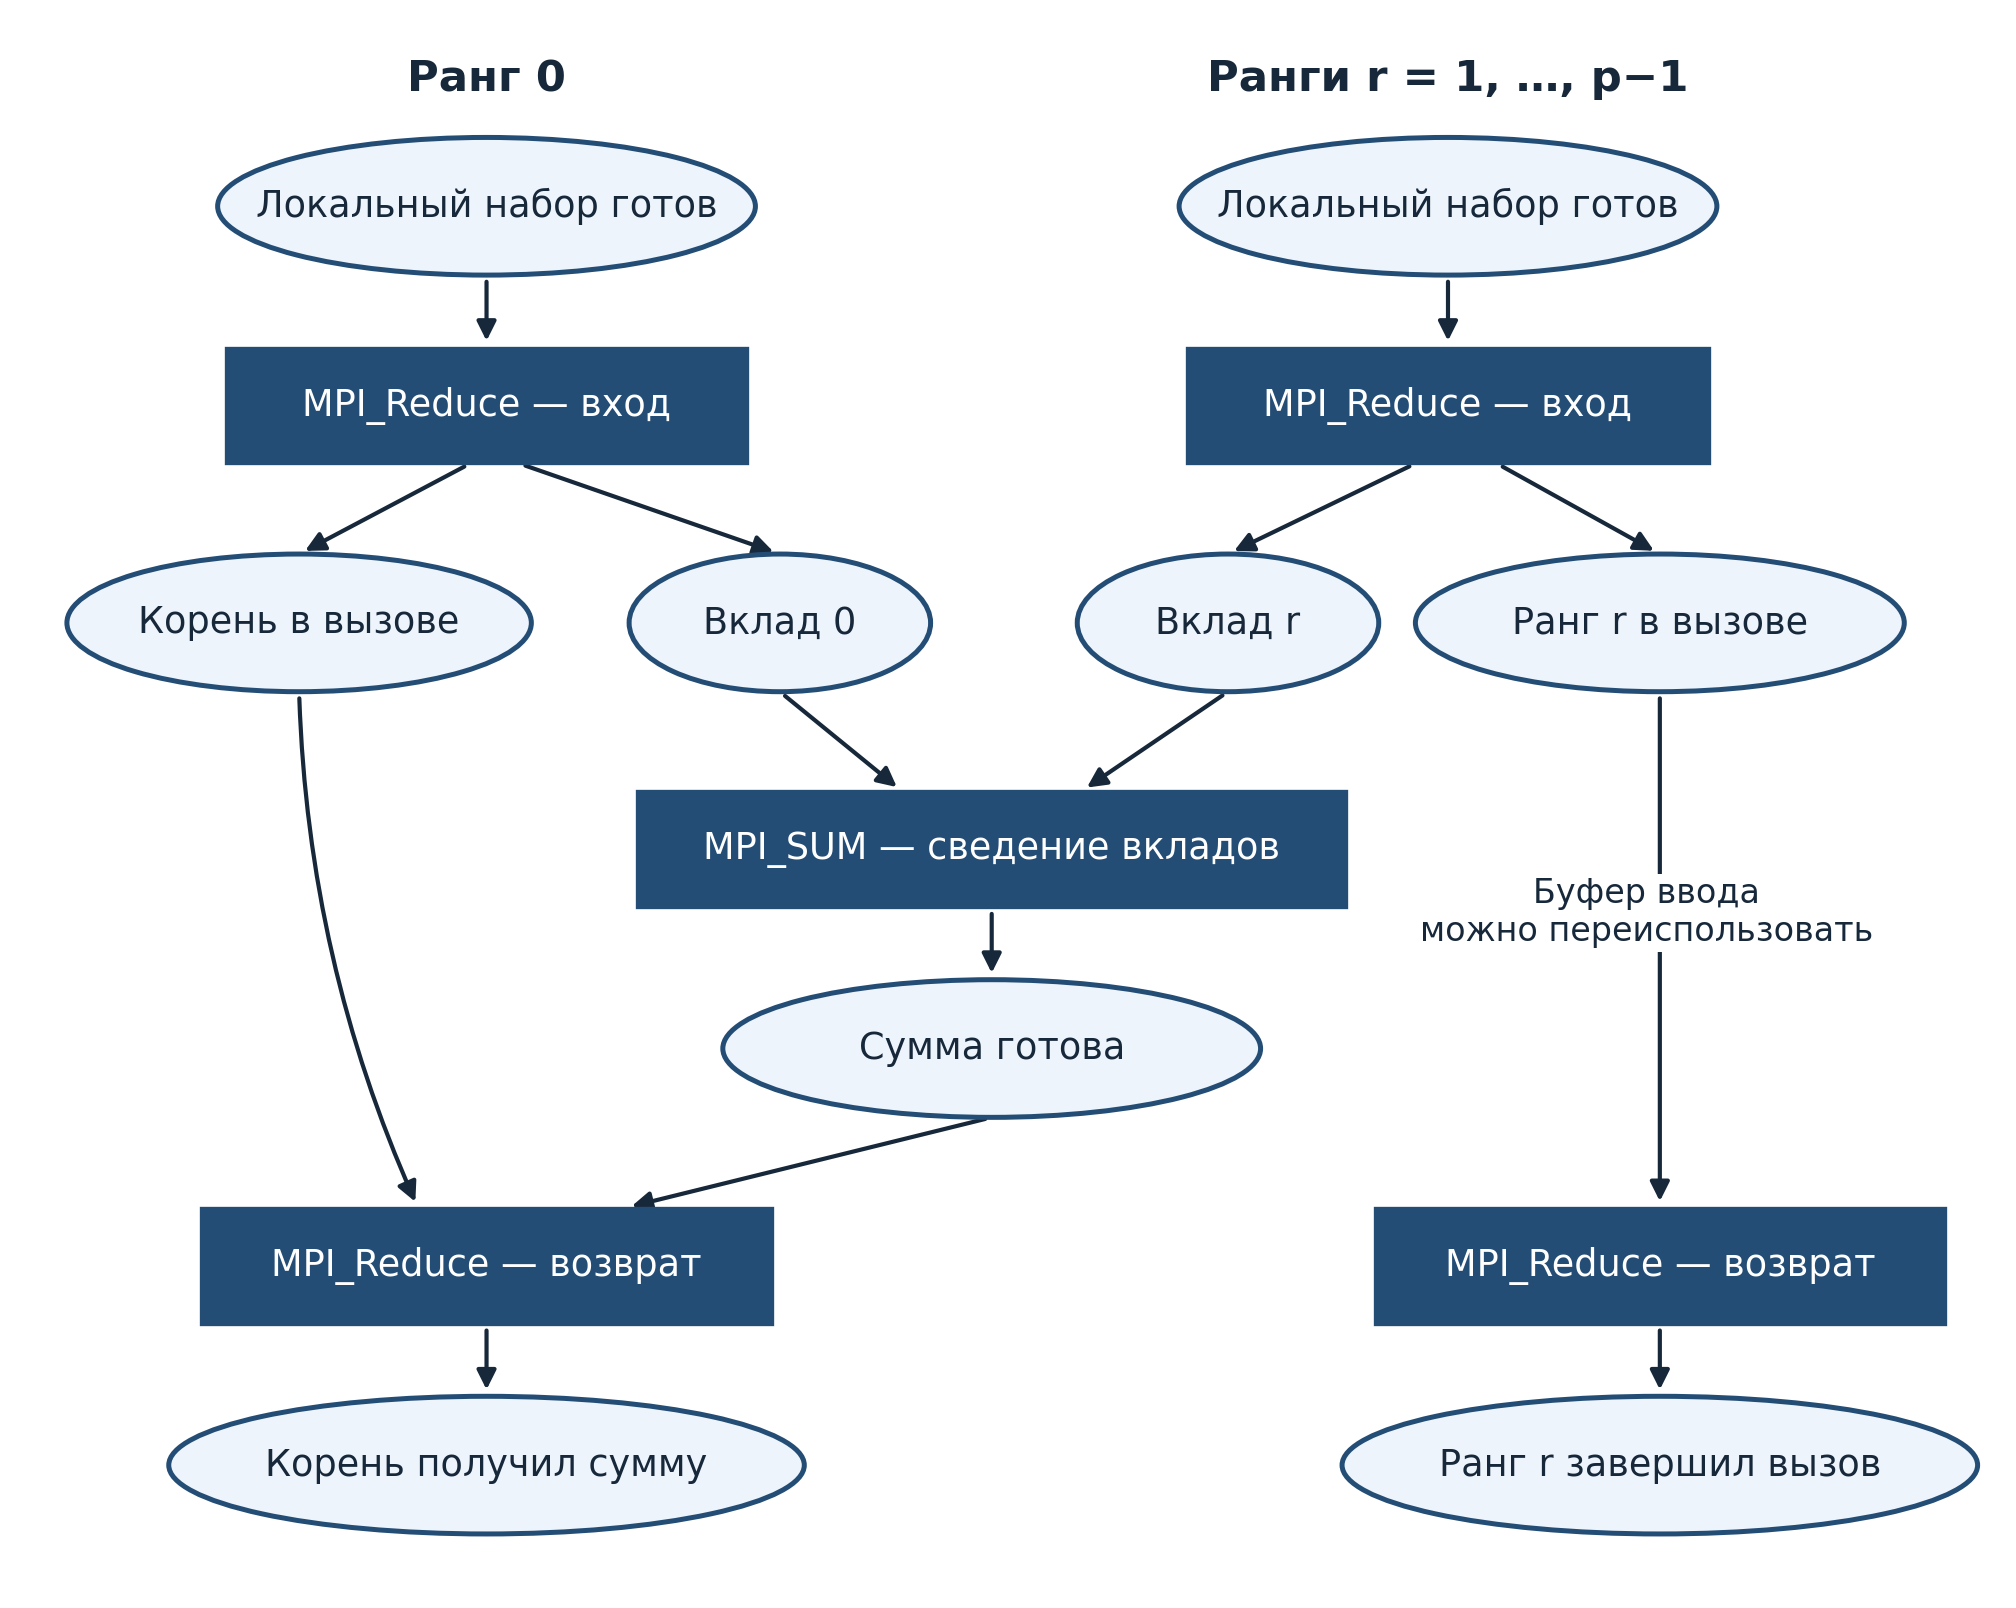 Ранг 0
Ранги r = 1, …, p−1
Локальный набор готов
Локальный набор готов
MPI_Reduce — вход
MPI_Reduce — вход
Корень в вызове
Вклад 0
Вклад r
Ранг r в вызове
MPI_SUM — сведение вкладов
Буфер ввода
можно переиспользовать
Сумма готова
MPI_Reduce — возврат
MPI_Reduce — возврат
Корень получил сумму
Ранг r завершил вызов